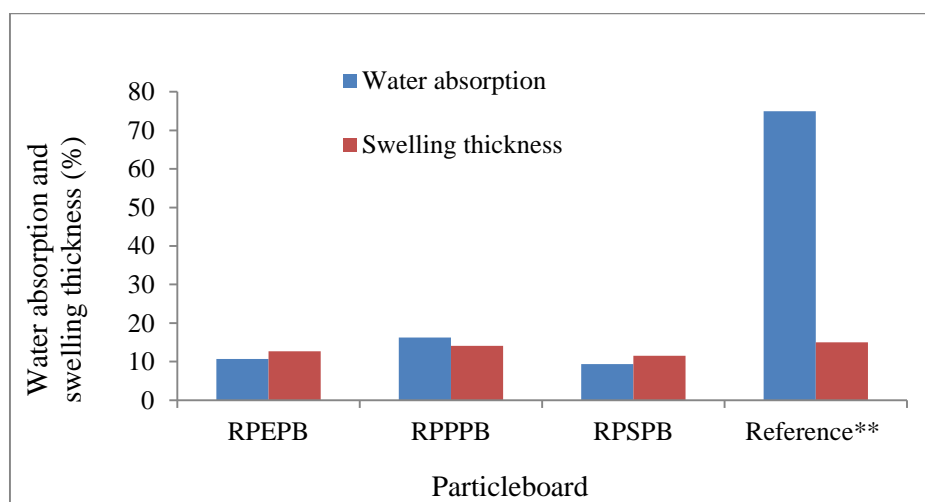 Water absorption
Swelling thickness
Water absorption and
swelling thickness (%)
80
70
60
50
40
30
20
10
0
RPEPB RPPPB RPSPB Reference**
Particleboard